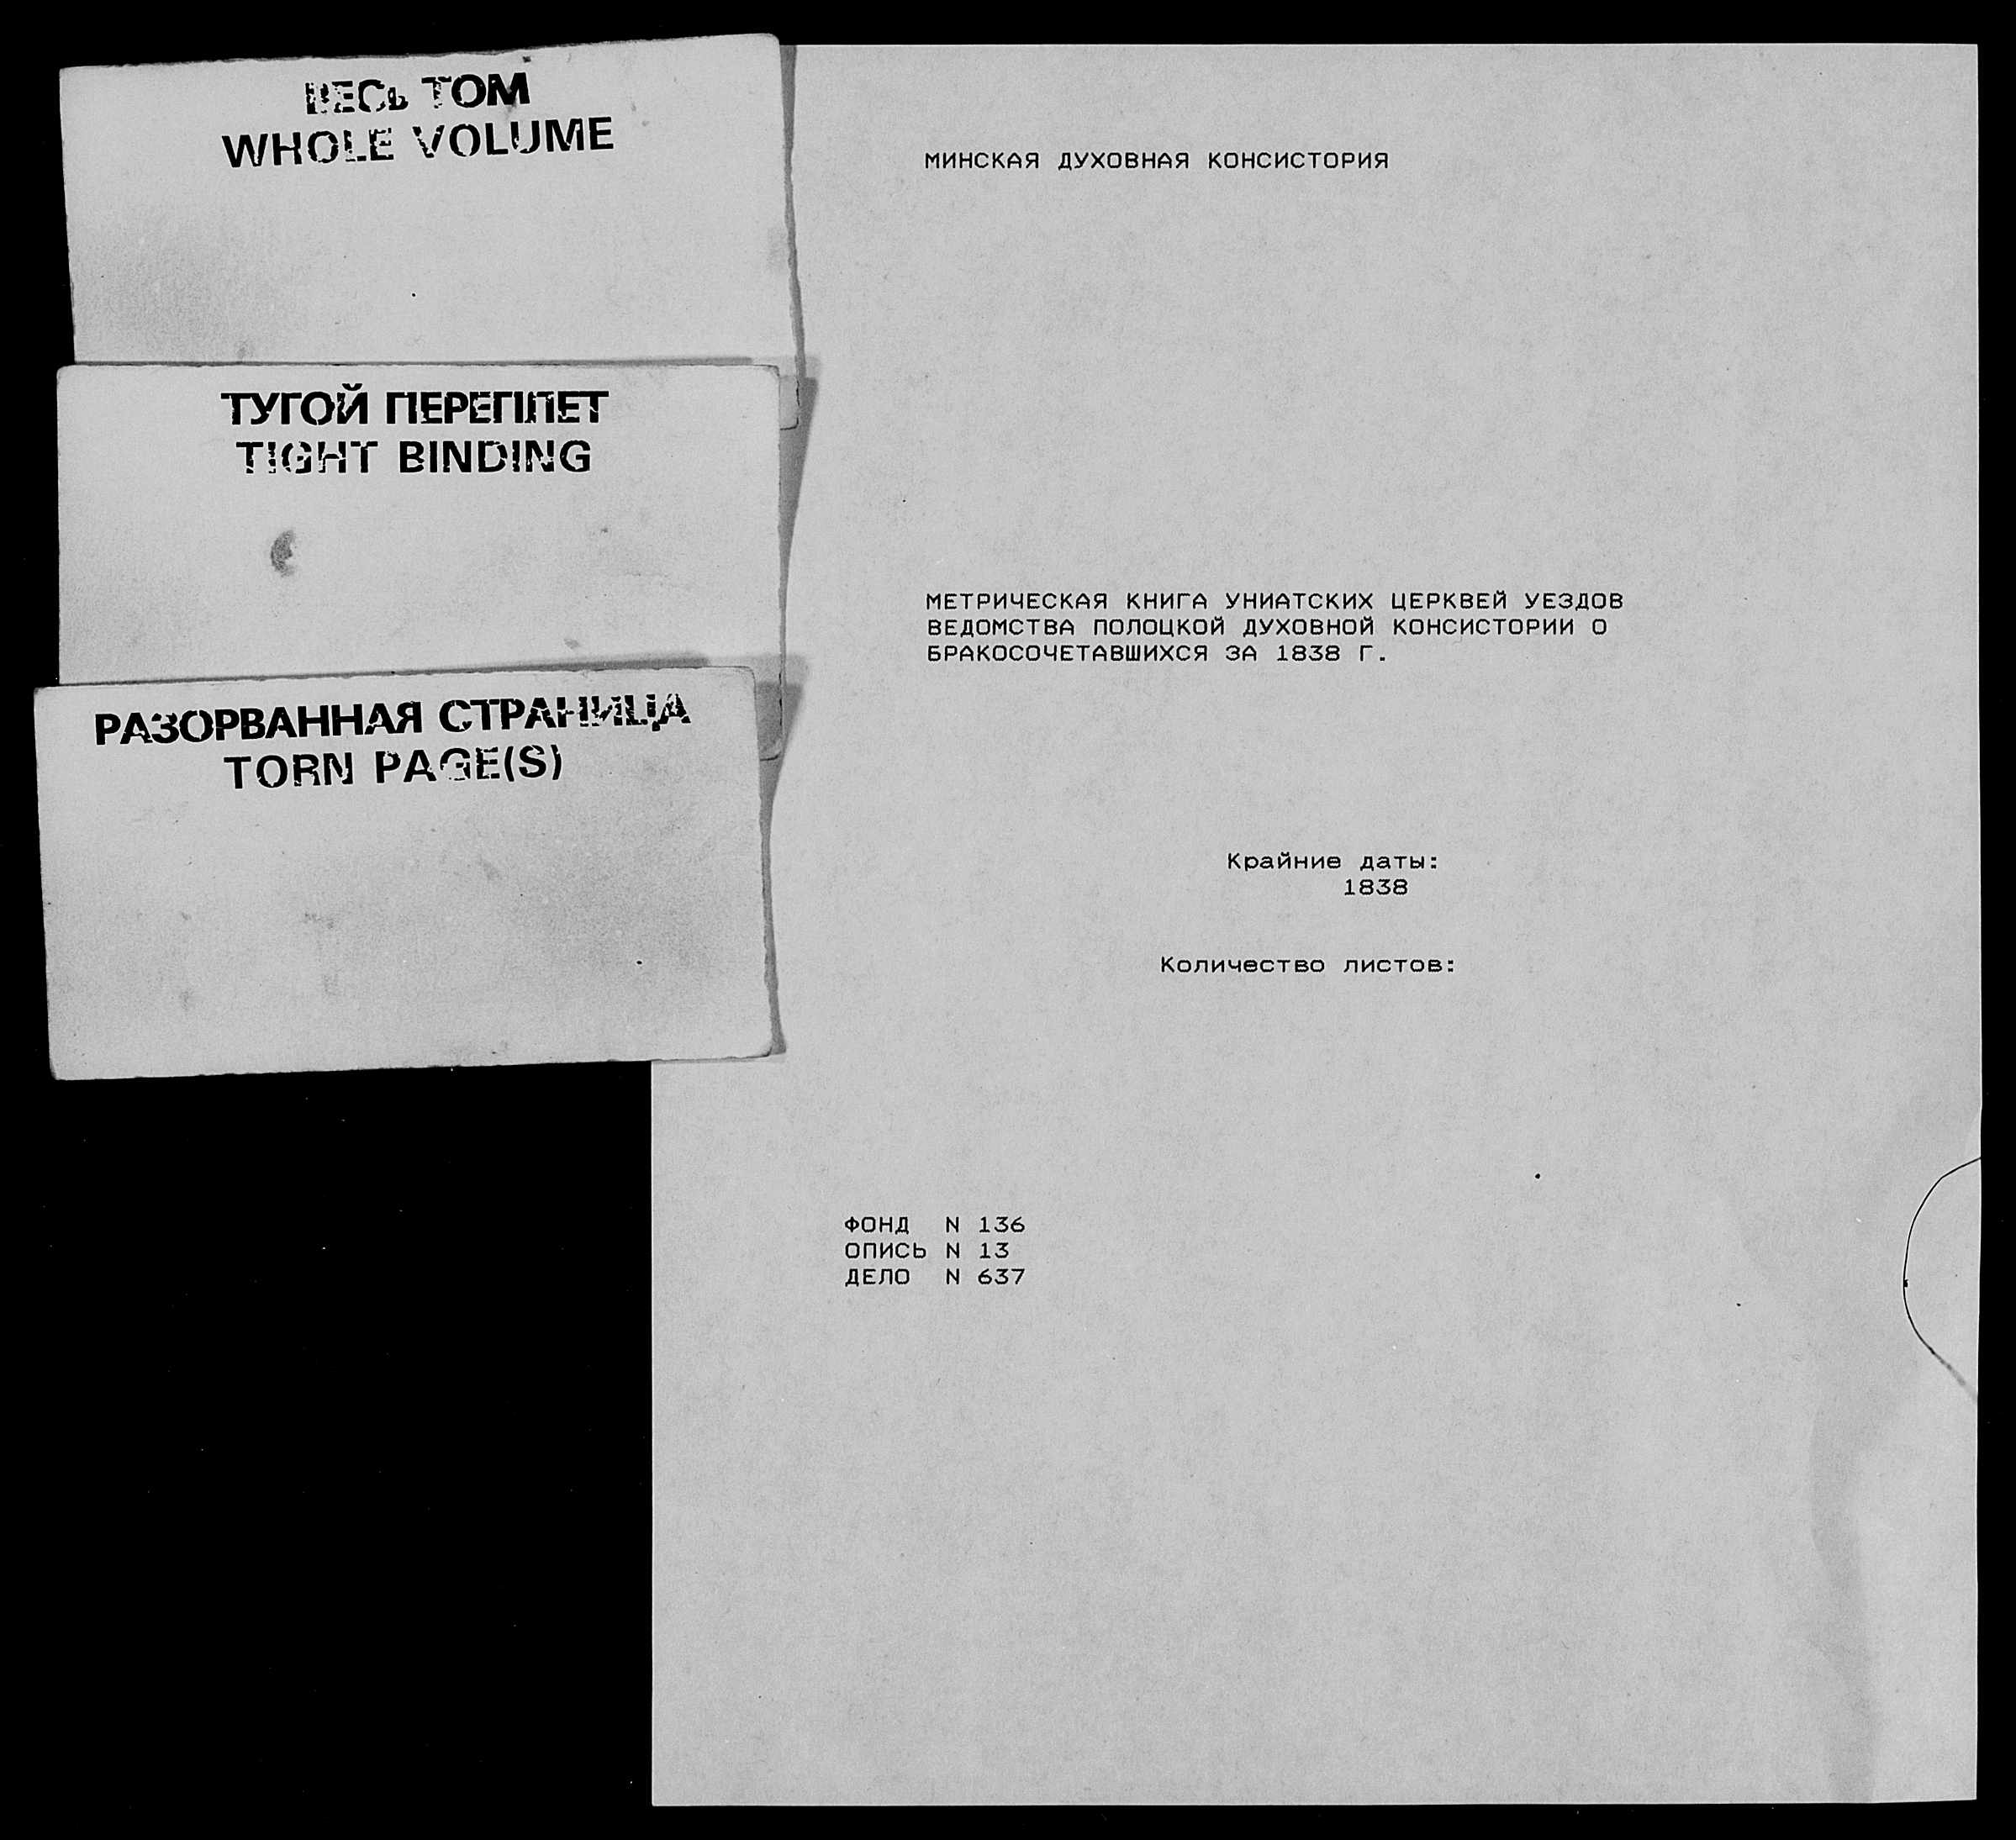 ВЕСЬ ТОМ
WHOLE VOLUME
ТУГОЙ ПЕРЕПЛЕТ
TIGHT BINDING
РАЗОРВАННАЯ СТРАНИЦА
TORN PAGE(S)
МИНСКАЯ ДУХОВНАЯ КОНСИСТОРИЯ
МЕТРИЧЕСКАЯ КНИГА УНИАТСКИХ ЦЕРКВЕЙ УЕЗДОВ
ВЕДОМСТВА ПОЛОЦКОЙ ДУХОВНОЙ КОНСИСТОРИИ О
БРАКОСОЧЕТАВШИХСЯ ЗА 1838 Г.
Крайние даты:
1838
Количество листов:
ФОНД N 136
ОПИСЬ N 13
ДЕЛО N 637